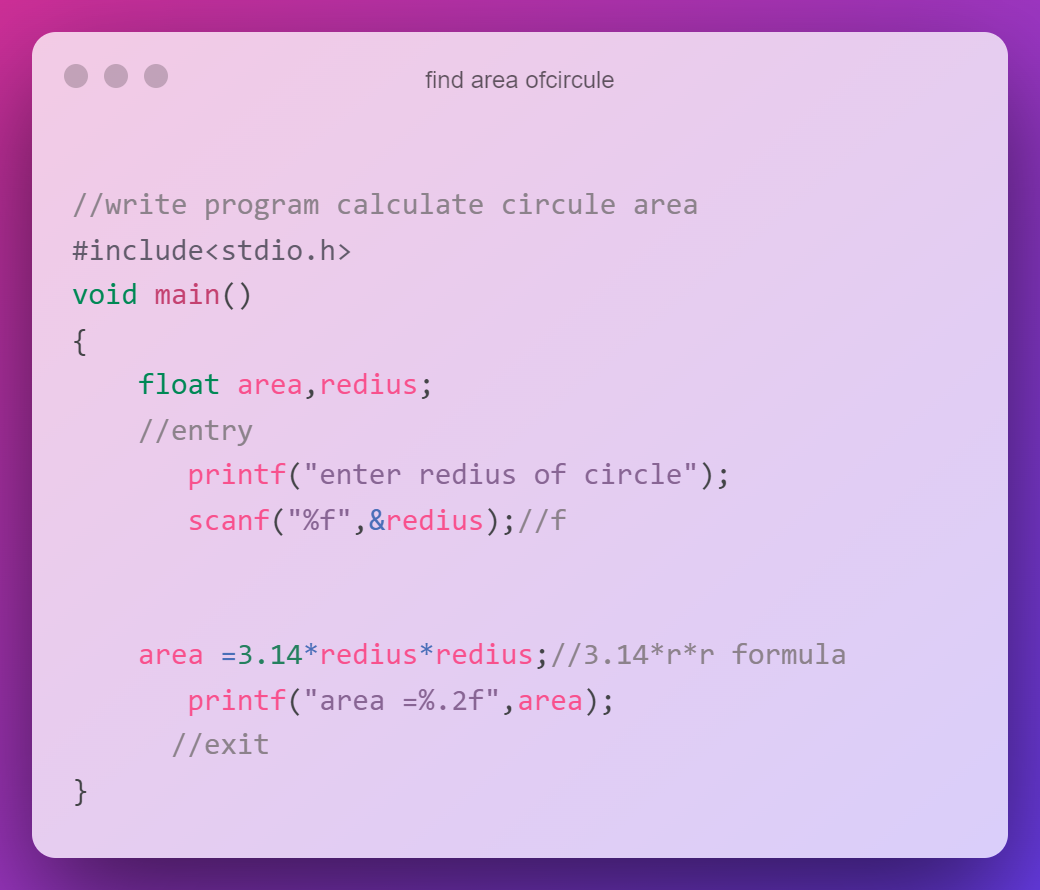 find area ofcircule
//write program calculate circule area
#include<stdio.h>
void main()
{
    float area,redius;
    //entry
       printf("enter redius of circle");
       scanf("%f",&redius);//f
    area =3.14*redius*redius;//3.14*r*r formula
       printf("area =%.2f",area);
      //exit
}